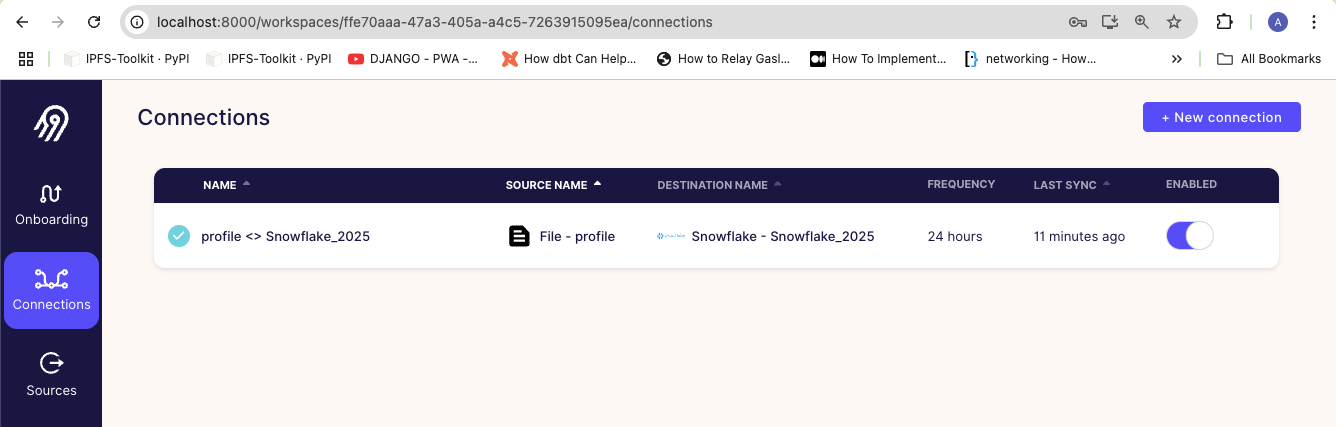 localhost:8000/workspaces/ffe70aaa-47a3-405a-a4c5-7263915095ea/connections A
IPFS-Toolkit · PyPI IPFS-Toolkit · PyPI DJANGO - PWA -... How dbt Can Help... How to Relay Gasl... How To Implement... networking - How... » All Bookmarks
Connections + New connection
NAME SOURCE NAME DESTINATION NAME FREQUENCY LAST SYNC ENABLED
profile <> Snowflake_2025 File - profile Snowflake - Snowflake_2025 24 hours 11 minutes ago
Onboarding
Connections
Sources